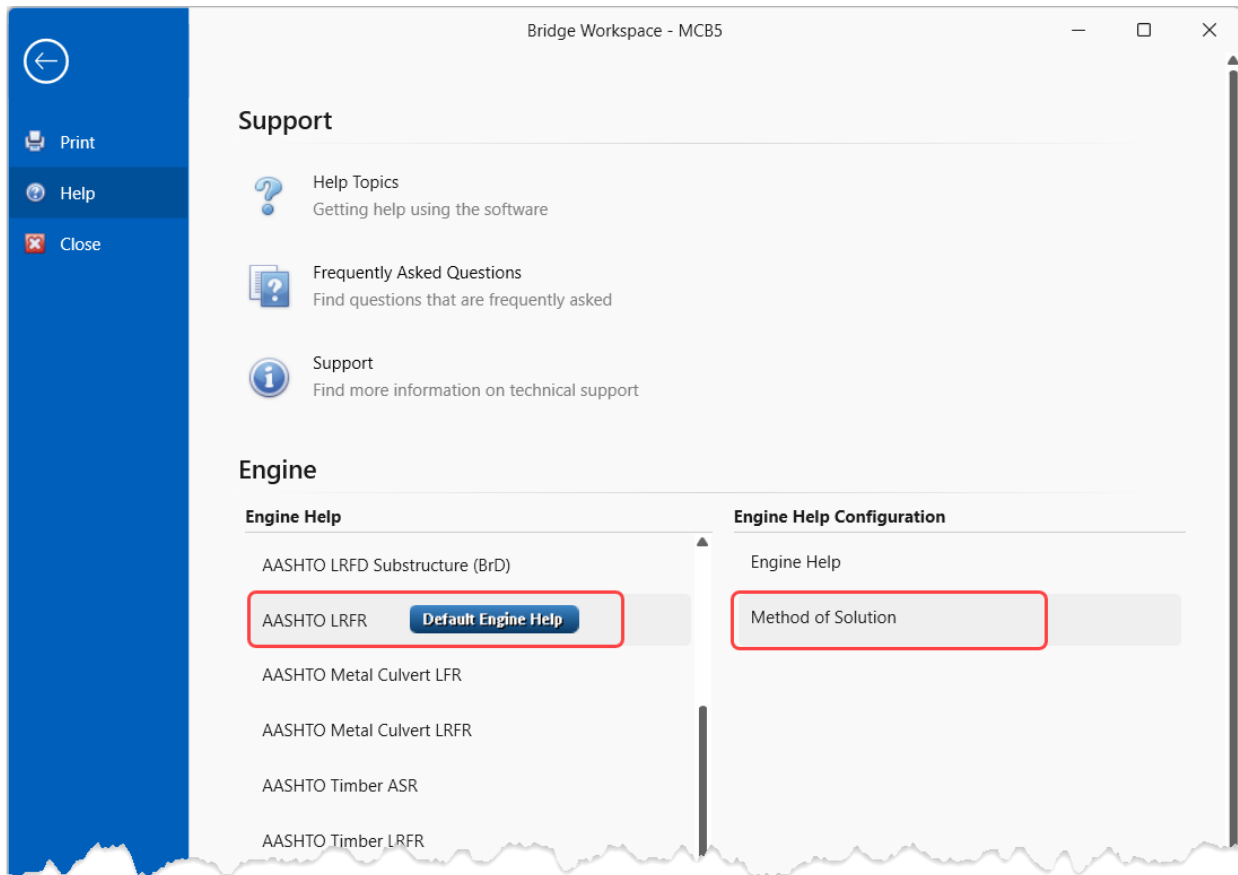 Bridge Workspace - MCB5
Print
Help
Close
Support
Help Topics
Getting help using the software
Frequently Asked Questions
Find questions that are frequently asked
Support
Find more information on technical support
Engine
Engine Help
AASHTO LRFD Substructure (BrD)
AASHTO LRFR Default Engine Help
AASHTO Metal Culvert LFR
AASHTO Metal Culvert LRFR
AASHTO Timber ASR
AASHTO Timber LRFR
Engine Help Configuration
Engine Help
Method of Solution